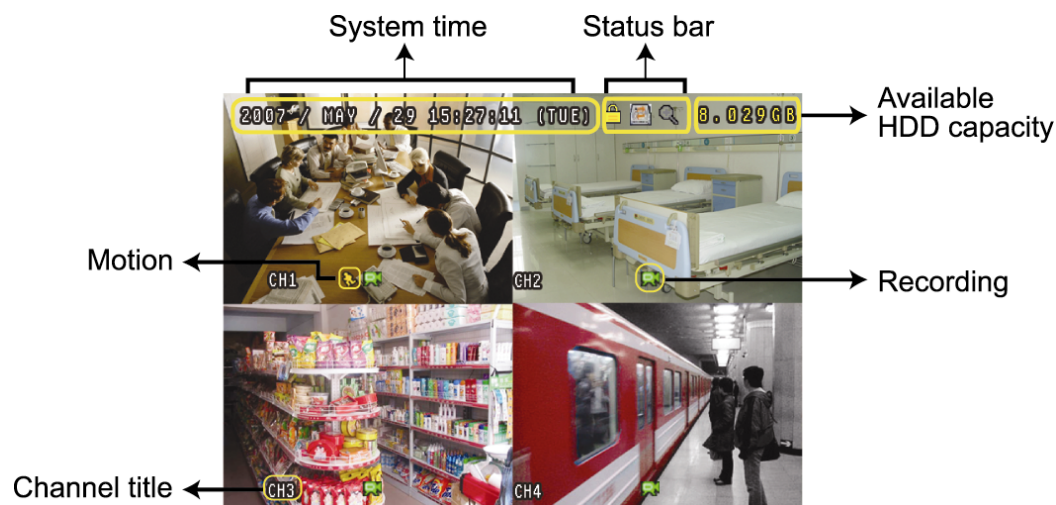 System time
Status bar
2007 / MAY / 29 15:27:11 (TUE)
8.029GB
Available
HDD capacity
Motion
CH1
CH2
Recording
Channel title
CH3
CH4